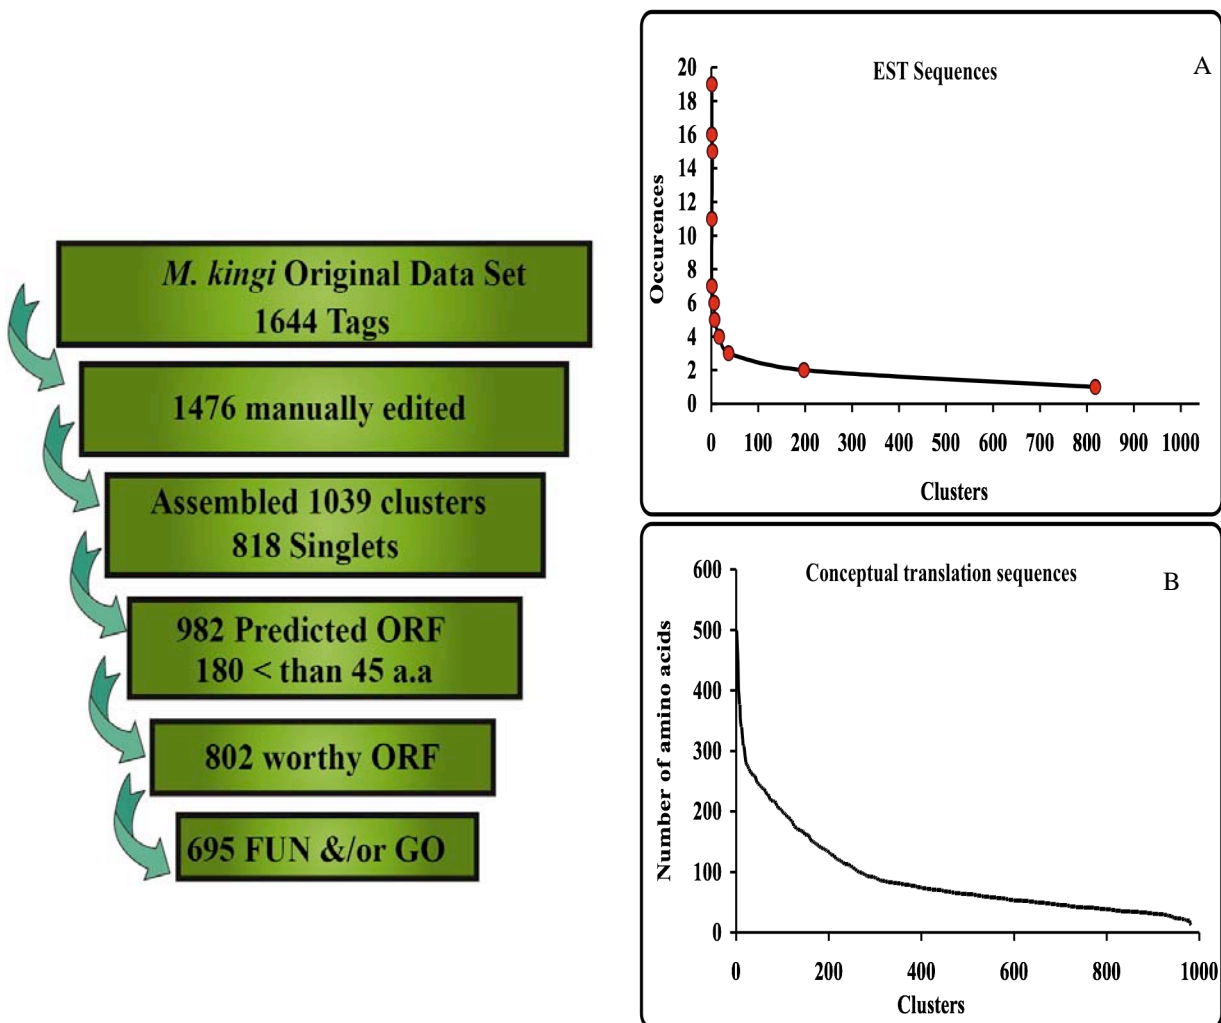 M. kingi Original Data Set
1644 Tags
1476 manually edited
Assembled 1039 clusters
818 Singlets
982 Predicted ORF
180 < than 45 a.a
802 worthy ORF
695 FUN &/or GO
A
EST Sequences
Occurences
20
18
16
14
12
10
8
6
4
2
0
0 100 200 300 400 500 600 700 800 900 1000
Clusters
B
Conceptual translation sequences
Number of amino acids
600
500
400
300
200
100
0
0 200 400 600 800 1000
Clusters